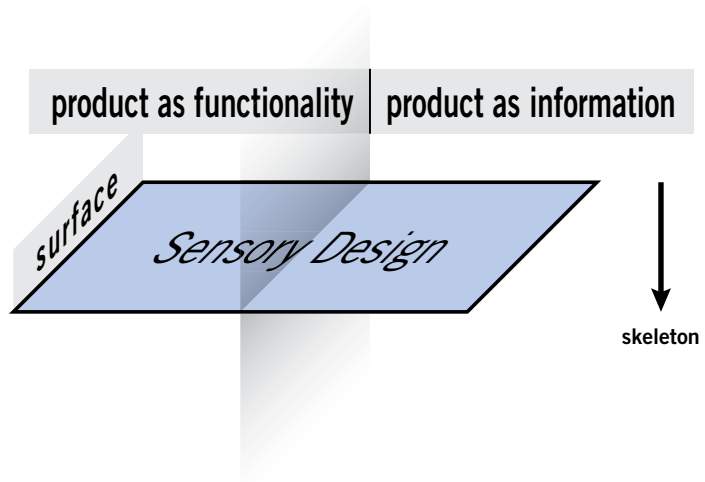 product as functionality
product as information
surface
Sensory Design
skeleton